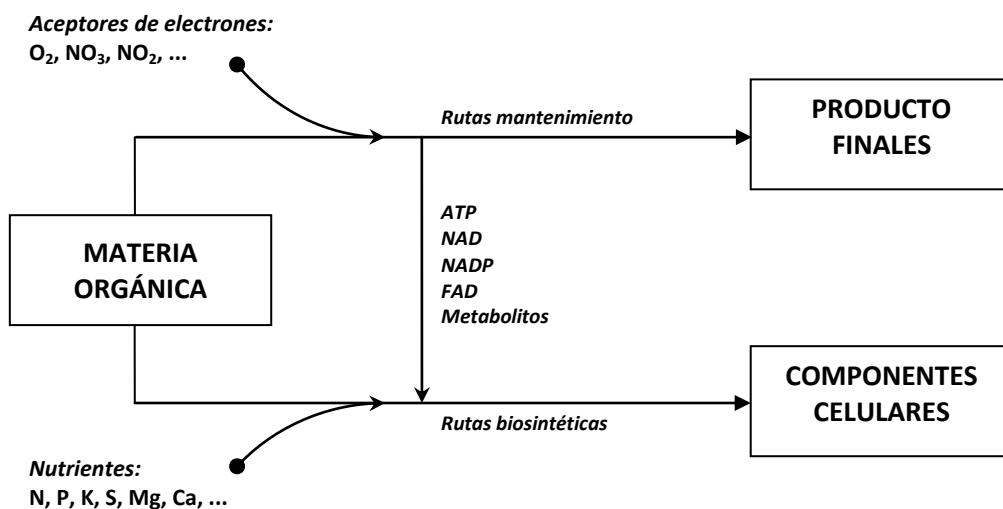 Aceptores de electrones:
O₂, NO₃, NO₂, ...
Rutas mantenimiento
PRODUCTO
FINALES
ATP
NAD
NADP
FAD
Metabolitos
MATERIA
ORGÁNICA
COMPONENTES
CELULARES
Rutas biosintéticas
Nutrientes:
N, P, K, S, Mg, Ca, ...